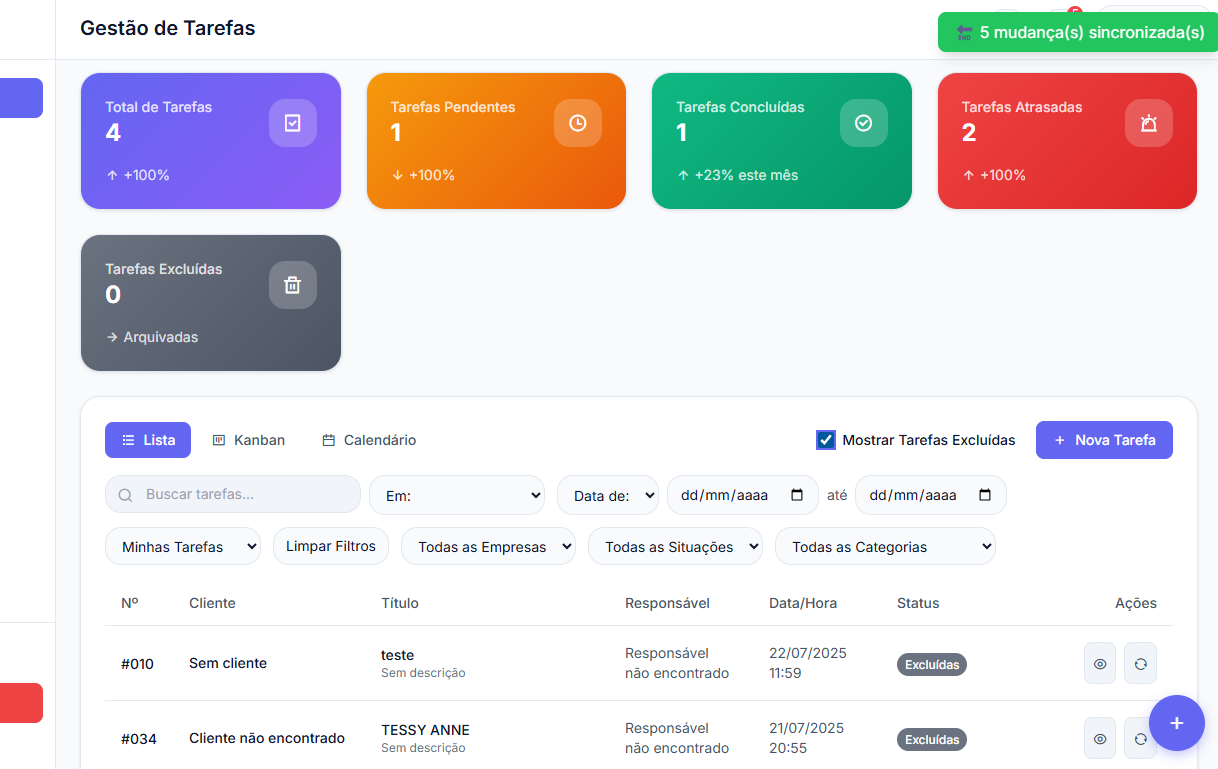 Gestão de Tarefas
5
END 5 mudança(s) sincronizada(s)
Total de Tarefas
4
↑ +100%
Tarefas Pendentes
1
↓ +100%
Tarefas Concluídas
1
↑ +23% este mês
Tarefas Atrasadas
2
↑ +100%
Tarefas Excluídas
0
→ Arquivadas
Lista Kanban Calendário Mostrar Tarefas Excluídas + Nova Tarefa
Buscar tarefas... Em: Data de: dd/mm/aaaa até dd/mm/aaaa
Minhas Tarefas Limpar Filtros Todas as Empresas Todas as Situações Todas as Categorias
Nº Cliente Título Responsável Data/Hora Status Ações
#010 Sem cliente teste Responsável 22/07/2025 Excluídas
Sem descrição não encontrado 11:59
#034 Cliente não encontrado TESSY ANNE Responsável 21/07/2025 Excluídas
Sem descrição não encontrado 20:55
+